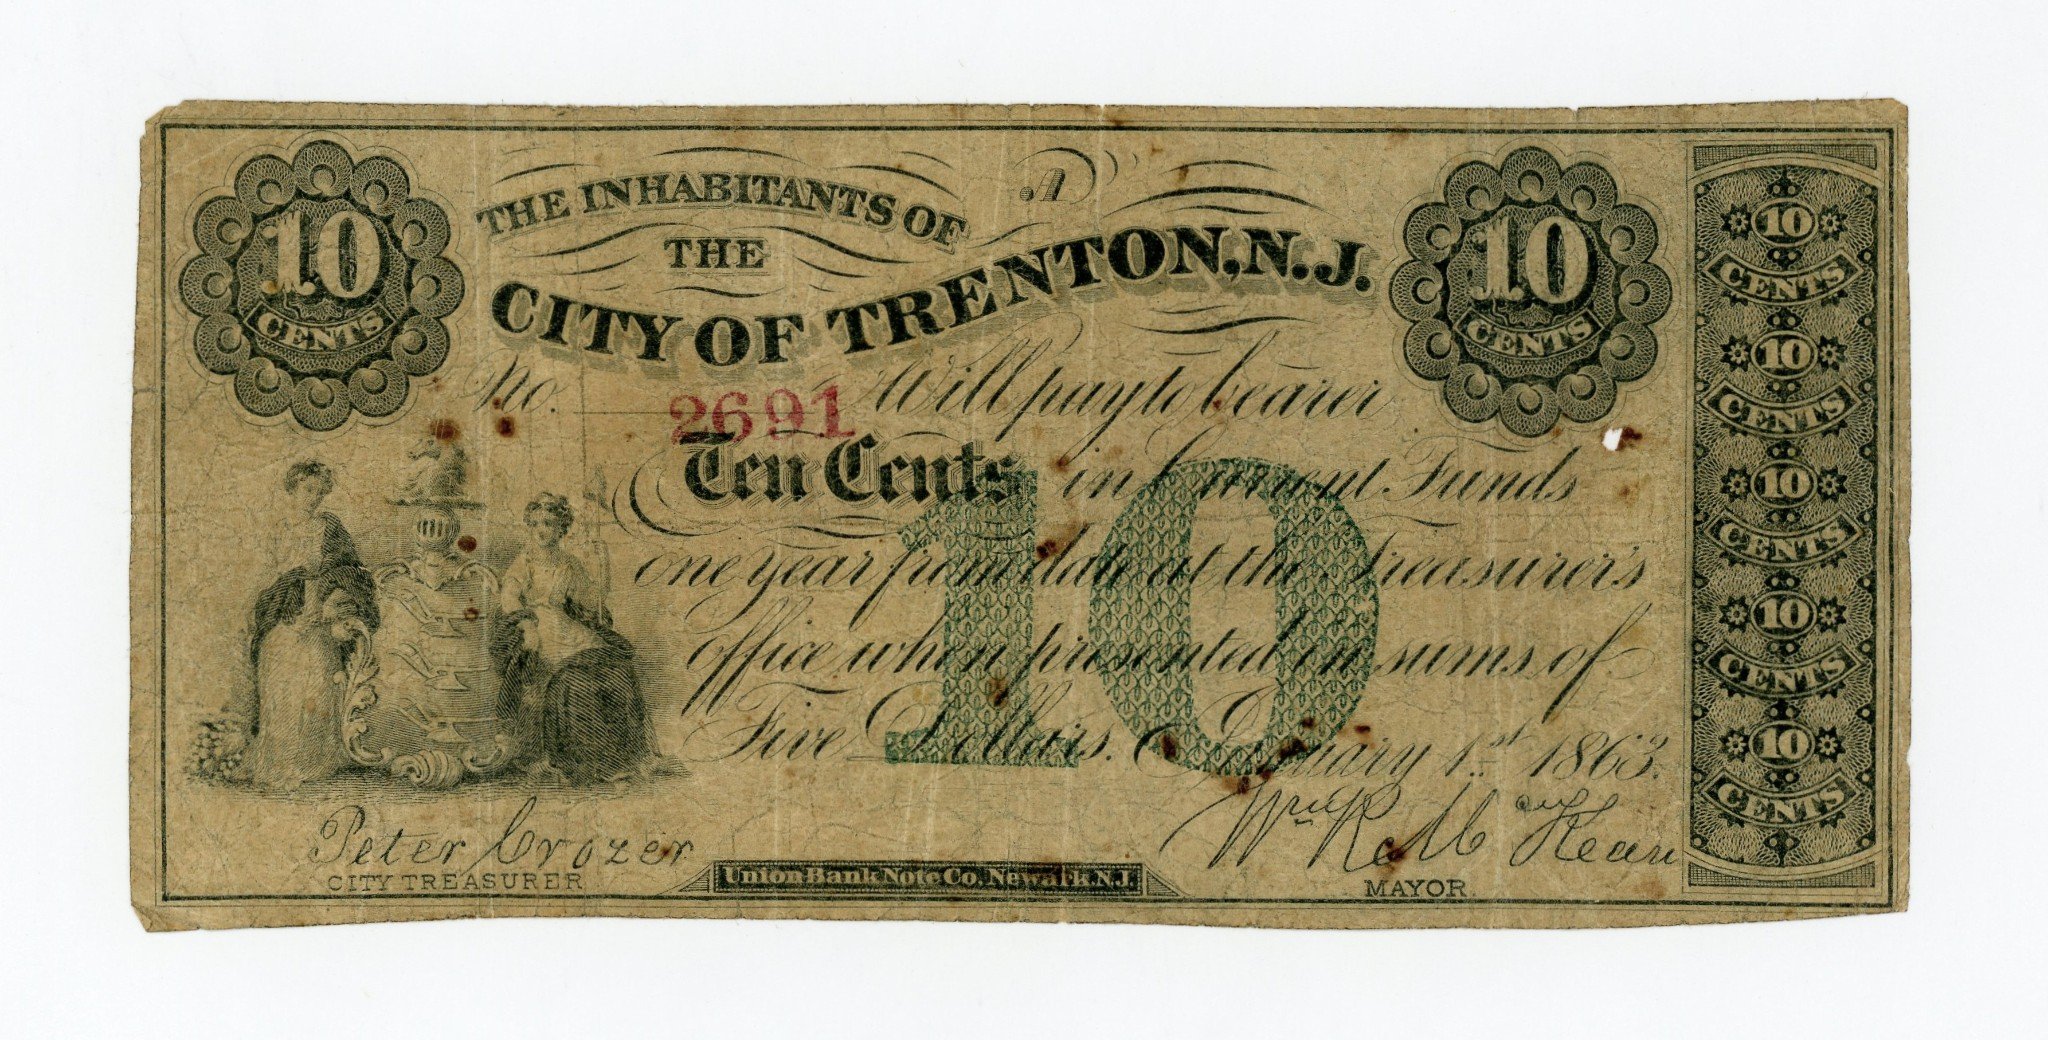 10
CENTS
THE INHABITANTS OF
THE
CITY OF TRENTON, N.J.
A
10
CENTS
No. 2691 Will pay to bearer
Ten Cents in Current Funds
one year from date at the Treasurer's
office when presented in sums of
Five Dollars. January 1st 1863.
10
Peter Crozer
CITY TREASURER
Union Bank Note Co. Newark N.J.
Wm R. McKean
MAYOR.
10
CENTS
10
CENTS
10
CENTS
10
CENTS
10
CENTS